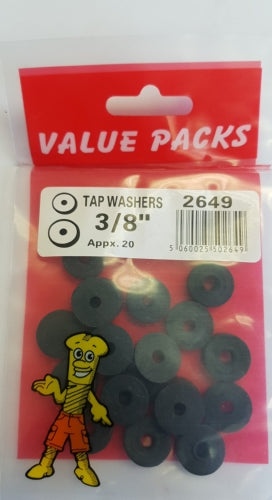 VALUE PACKS
TAP WASHERS 2649
3/8"
Appx. 20
5 060025 502649